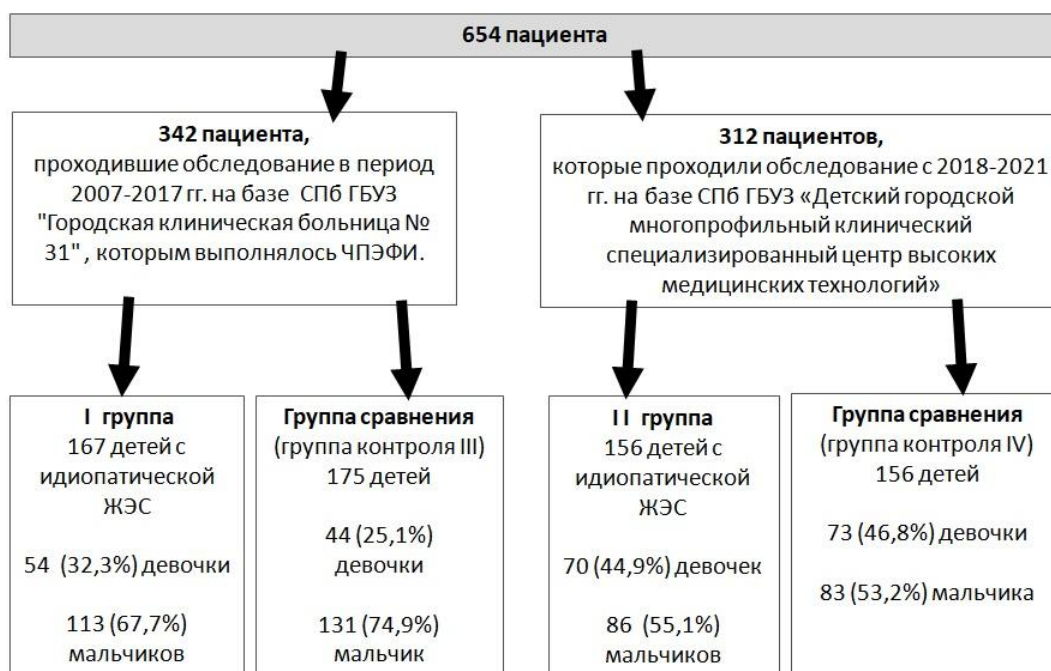 654 пациента
342 пациента,
проходившие обследование в период
2007-2017 гг. на базе СПб ГБУЗ
"Городская клиническая больница №
31" , которым выполнялось ЧПЭФИ.
312 пациентов,
которые проходили обследование с 2018-2021
гг. на базе СПб ГБУЗ «Детский городской
многопрофильный клинический
специализированный центр высоких
медицинских технологий»
I группа
167 детей с
идиопатической
ЖЭС
54 (32,3%) девочки
113 (67,7%)
мальчиков
Группа сравнения
(группа контроля III)
175 детей
44 (25,1%)
девочки
131 (74,9%)
мальчик
I I группа
156 детей с
идиопатической
ЖЭС
70 (44,9%) девочек
86 (55,1%)
мальчиков
Группа сравнения
(группа контроля IV)
156 детей
73 (46,8%) девочки
83 (53,2%) мальчика